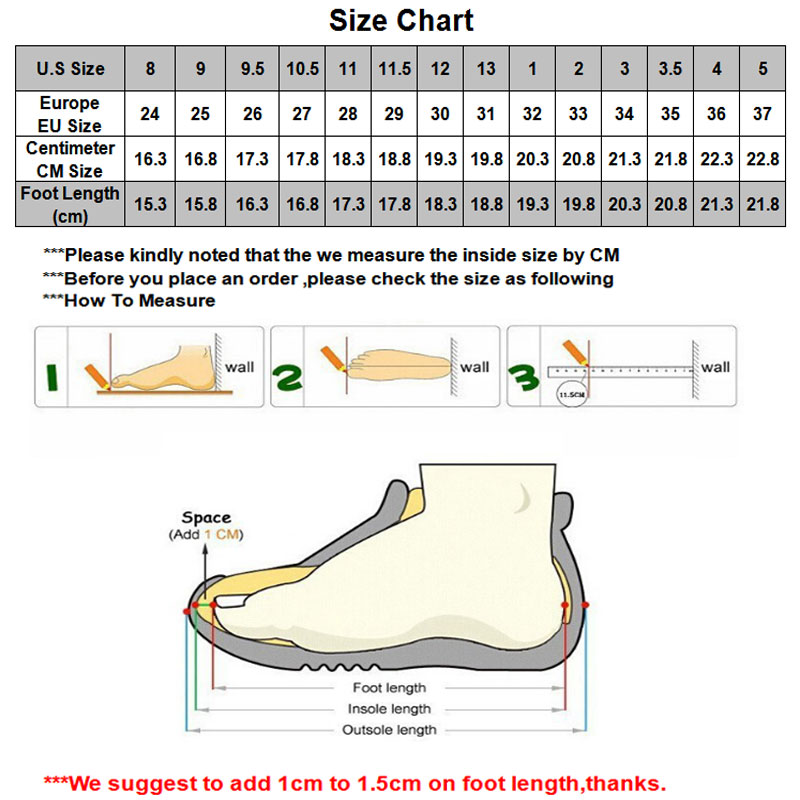 Size Chart
U.S Size 8 9 9.5 10.5 11 11.5 12 13 1 2 3 3.5 4 5
Europe
EU Size 24 25 26 27 28 29 30 31 32 33 34 35 36 37
Centimeter
CM Size 16.3 16.8 17.3 17.8 18.3 18.8 19.3 19.8 20.3 20.8 21.3 21.8 22.3 22.8
Foot Length
(cm) 15.3 15.8 16.3 16.8 17.3 17.8 18.3 18.8 19.3 19.8 20.3 20.8 21.3 21.8
***Please kindly noted that the we measure the inside size by CM
***Before you place an order ,please check the size as following
***How To Measure
1 wall 2 wall 3 wall
11.5CM
Space
(Add 1 CM)
Foot length
Insole length
Outsole length
***We suggest to add 1cm to 1.5cm on foot length,thanks.